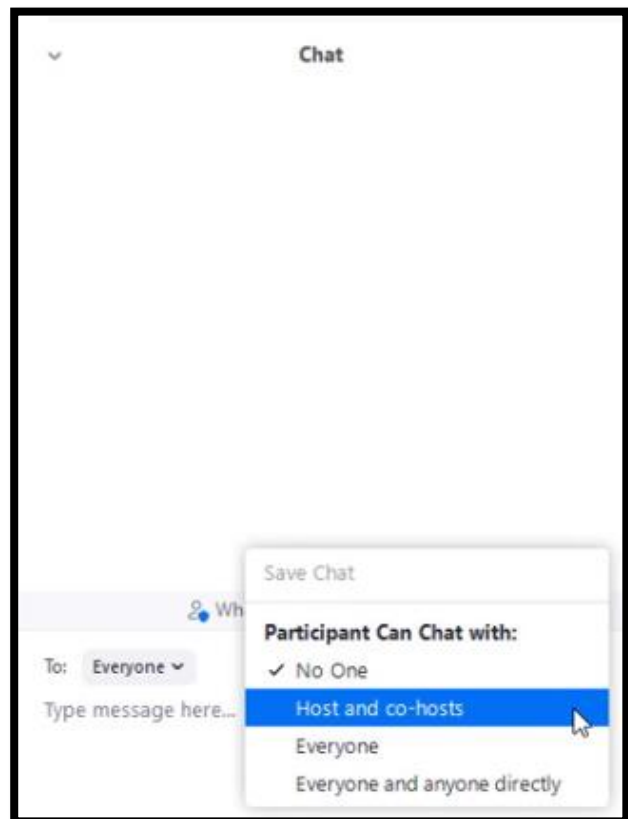 Chat
Save Chat
Wh
Participant Can Chat with:
To: Everyone
✓ No One
Type message here...
Host and co-hosts
Everyone
Everyone and anyone directly